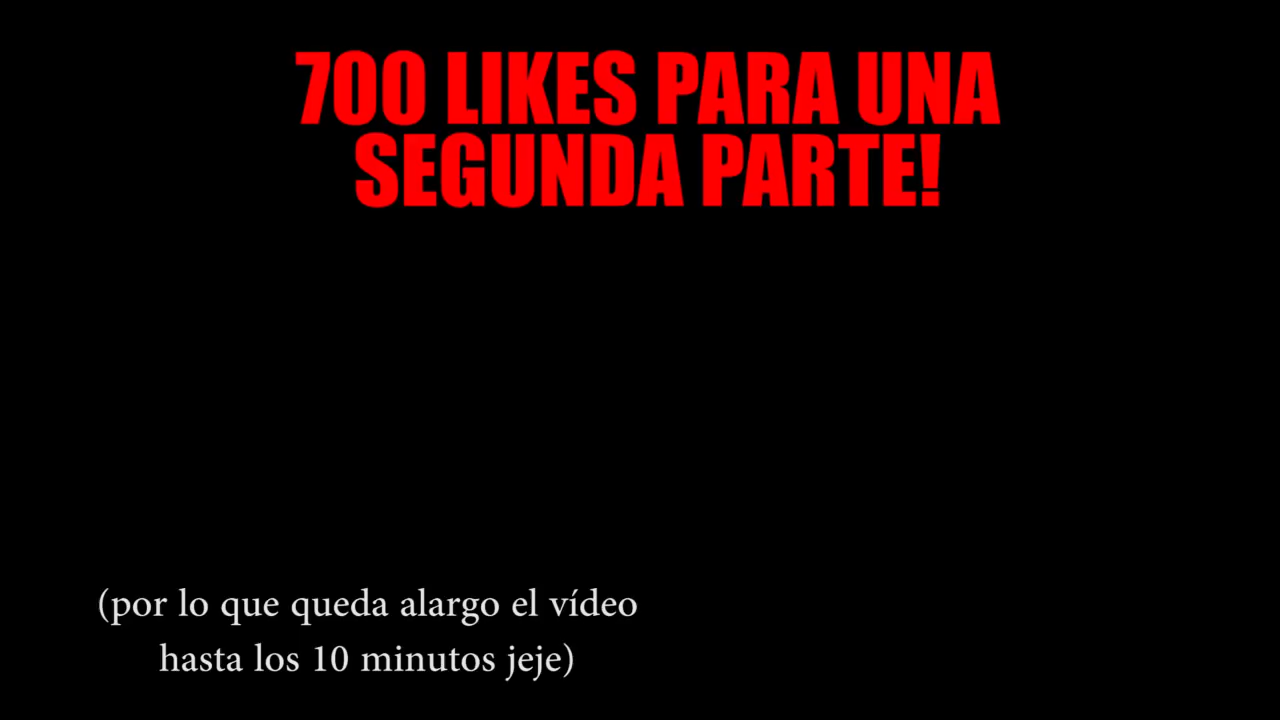 700 LIKES PARA UNA
SEGUNDA PARTE!
(por lo que queda alargo el vídeo
hasta los 10 minutos jeje)